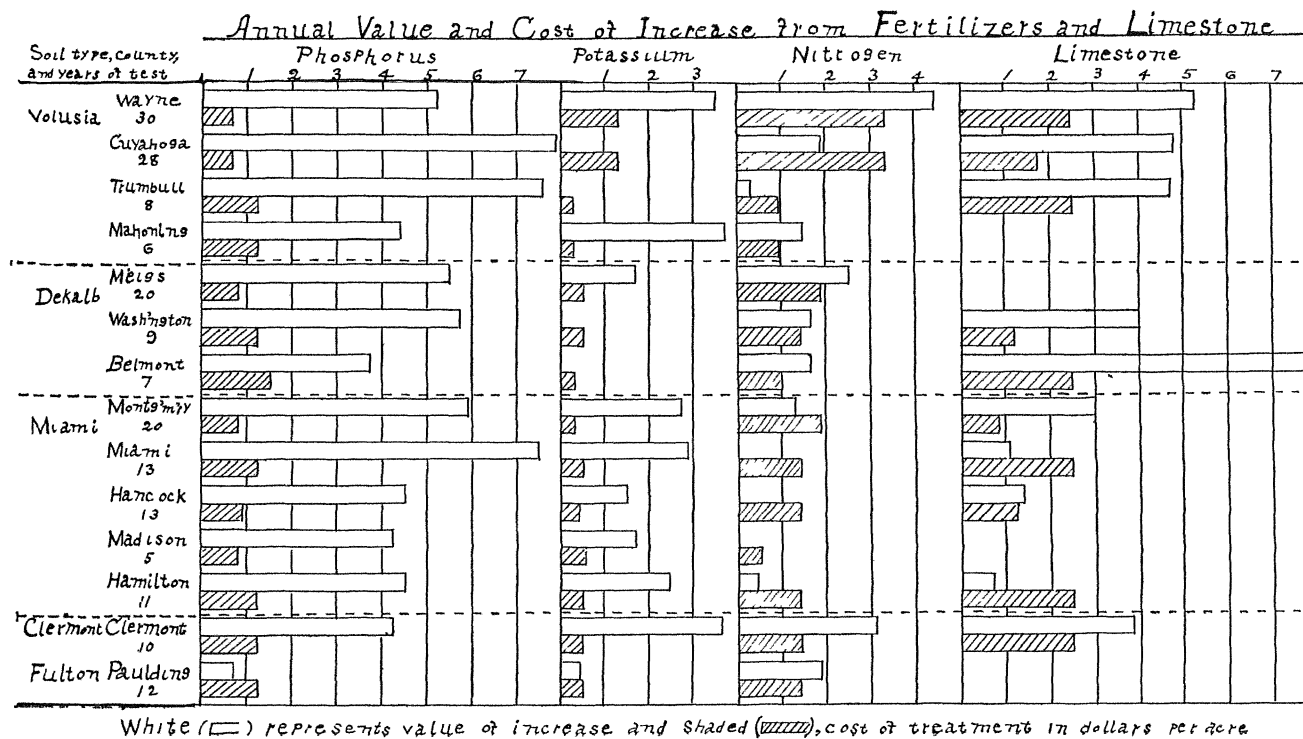 Annual Value and Cost of Increase from Fertilizers and Limestone
Soil type, county, Phosphorus Potassium Nitrogen Limestone
and years of test 1 2 3 4 5 6 7 1 2 3 1 2 3 4 1 2 3 4 5 6 7
Wayne
Volusia 30
Cuyahoga
28
Trumbull
8
Mahoning
6
Meigs
Dekalb 20
Washington
9
Belmont
7
Montg'm'y
Miami 20
Miami
13
Hancock
13
Madison
5
Hamilton
11
Clermont Clermont
10
Fulton Paulding
12
White ( ) represents value of increase and Shaded ( ), cost of treatment in dollars per acre